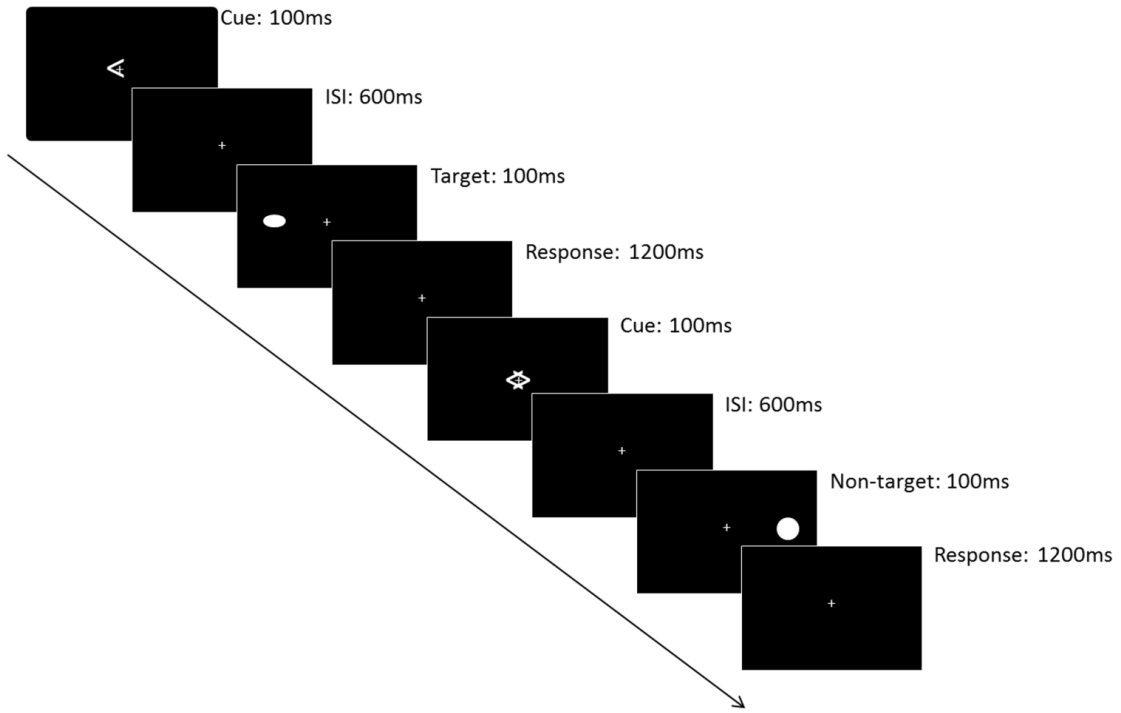 Cue: 100ms
ISI: 600ms
Target: 100ms
Response: 1200ms
Cue: 100ms
ISI: 600ms
Non-target: 100ms
Response: 1200ms